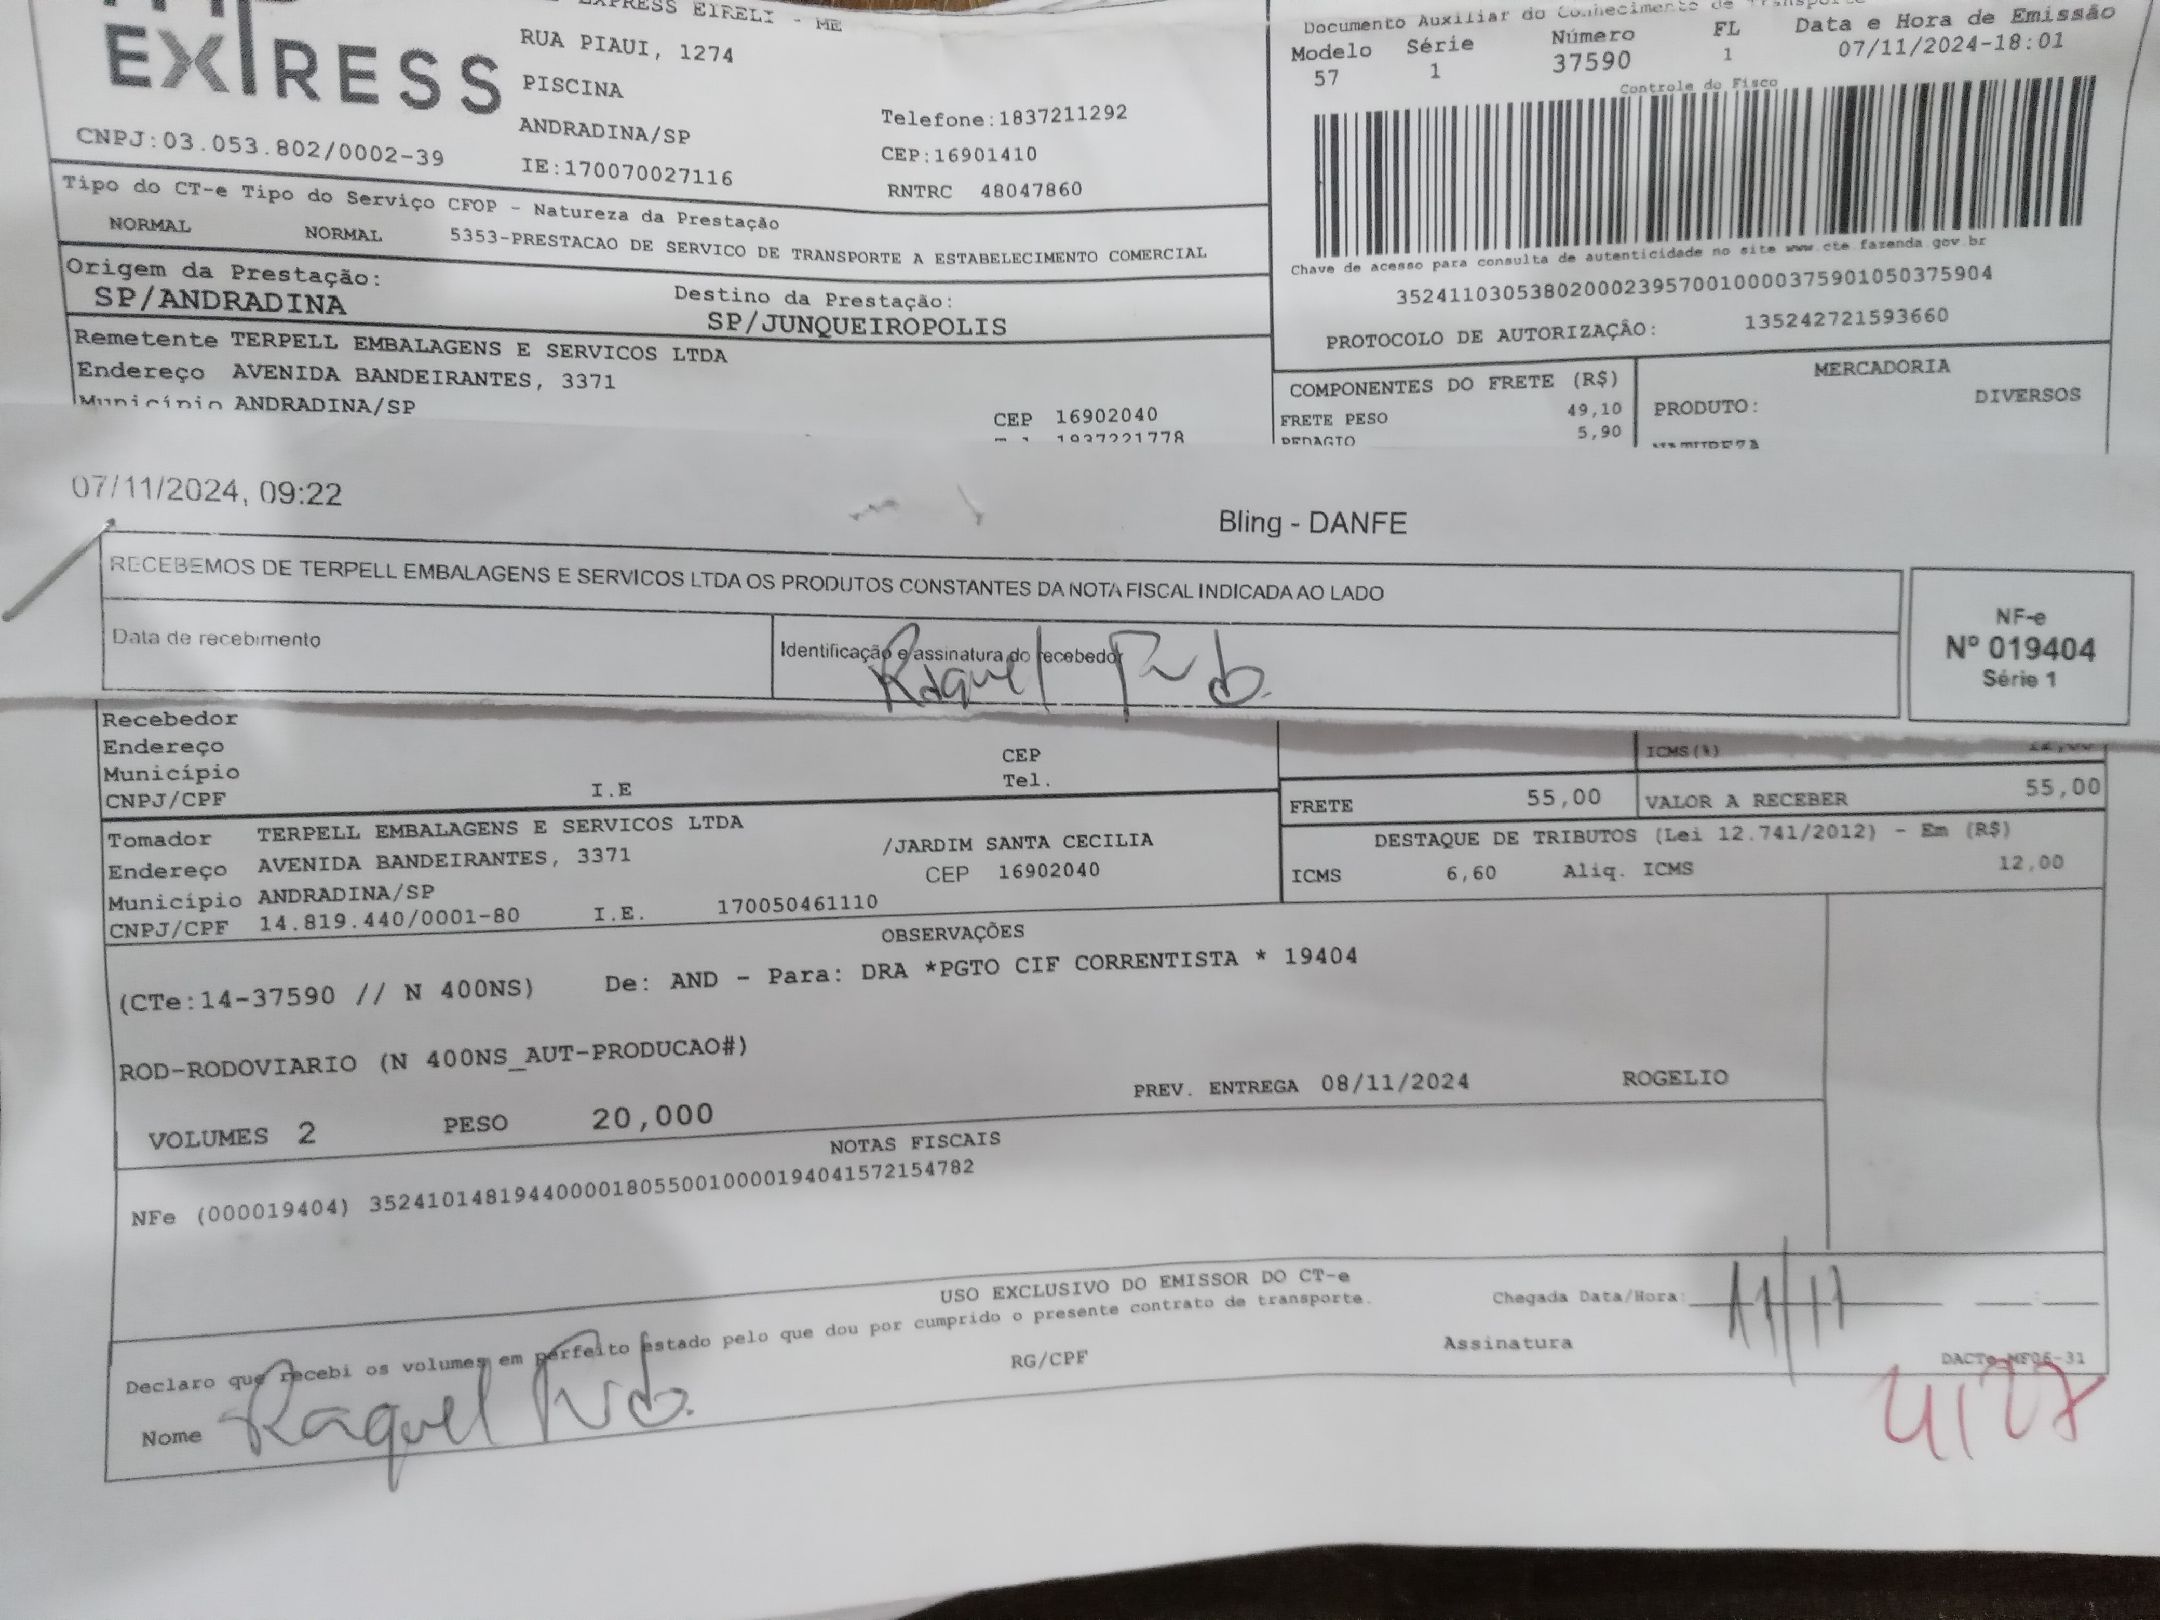 EXPRESS EIRELI - ME
EXPRESS
RUA PIAUI, 1274
PISCINA
ANDRADINA/SP
Telefone:1837211292
CEP:16901410
CNPJ:03.053.802/0002-39
IE:170070027116
RNTRC 48047860
Documento Auxiliar do Conhecimento de Transporte
Modelo Série Número FL Data e Hora de Emissão
57 1 37590 1 07/11/2024-18:01
Controle do Fisco
Chave de acesso para consulta de autenticidade no site www.cte.fazenda.gov.br
35241103053802000239570010000375901050375904
PROTOCOLO DE AUTORIZAÇÃO: 135242721593660
Tipo do CT-e Tipo do Serviço CFOP - Natureza da Prestação
NORMAL NORMAL 5353-PRESTACAO DE SERVICO DE TRANSPORTE A ESTABELECIMENTO COMERCIAL
Origem da Prestação: Destino da Prestação:
SP/ANDRADINA SP/JUNQUEIROPOLIS
Remetente TERPELL EMBALAGENS E SERVICOS LTDA
Endereço AVENIDA BANDEIRANTES, 3371
Município ANDRADINA/SP CEP 16902040
1937221778
COMPONENTES DO FRETE (R$)
FRETE PESO 49,10
PEDAGIO 5,90
MERCADORIA
PRODUTO: DIVERSOS
07/11/2024, 09:22
Bling - DANFE
RECEBEMOS DE TERPELL EMBALAGENS E SERVICOS LTDA OS PRODUTOS CONSTANTES DA NOTA FISCAL INDICADA AO LADO
Data de recebimento
Identificação e assinatura do recebedor
Raquel
NF-e
Nº 019404
Série 1
Recebedor
Endereço CEP
Município Tel.
CNPJ/CPF I.E
ICMS(%) 12,00
FRETE 55,00 VALOR A RECEBER 55,00
Tomador TERPELL EMBALAGENS E SERVICOS LTDA
Endereço AVENIDA BANDEIRANTES, 3371 /JARDIM SANTA CECILIA
Município ANDRADINA/SP CEP 16902040
CNPJ/CPF 14.819.440/0001-80 I.E. 170050461110
DESTAQUE DE TRIBUTOS (Lei 12.741/2012) - Em (R$)
ICMS 6,60 Aliq. ICMS 12,00
OBSERVAÇÕES
(CTe:14-37590 // N 400NS) De: AND - Para: DRA *PGTO CIF CORRENTISTA * 19404
ROD-RODOVIARIO (N 400NS_AUT-PRODUCAO#)
PREV. ENTREGA 08/11/2024 ROGELIO
VOLUMES 2 PESO 20,000
NOTAS FISCAIS
NFe (000019404) 35241014819440000180550010000194041572154782
USO EXCLUSIVO DO EMISSOR DO CT-e
Declaro que recebi os volumes em perfeito estado pelo que dou por cumprido o presente contrato de transporte.
Chegada Data/Hora: 11/11
Nome Raquel RG/CPF Assinatura